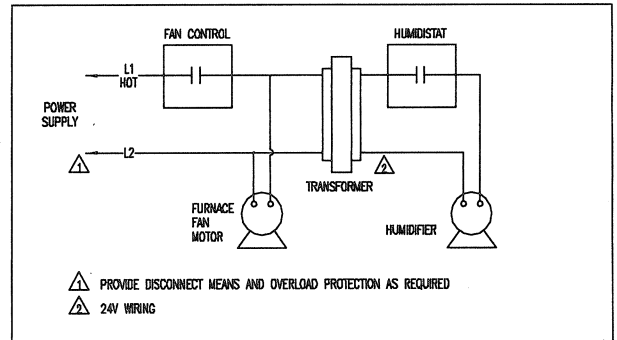 FAN CONTROL
HUMIDISTAT
L1
HOT
POWER
SUPPLY
1
L2
2
TRANSFORMER
FURNACE
FAN
MOTOR
HUMIDIFIER
1 PROVIDE DISCONNECT MEANS AND OVERLOAD PROTECTION AS REQUIRED
2 24V WIRING